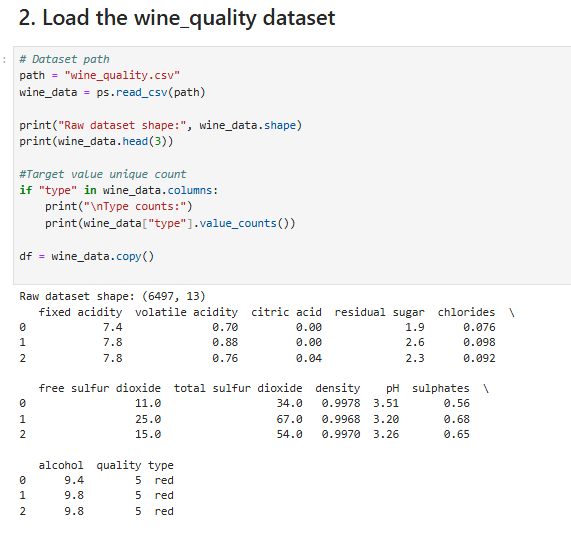 2. Load the wine_quality dataset
:
# Dataset path
path = "wine_quality.csv"
wine_data = ps.read_csv(path)

print("Raw dataset shape:", wine_data.shape)
print(wine_data.head(3))

#Target value unique count
if "type" in wine_data.columns:
    print("\nType counts:")
    print(wine_data["type"].value_counts())

df = wine_data.copy()

Raw dataset shape: (6497, 13)
   fixed acidity  volatile acidity  citric acid  residual sugar  chlorides  \
0            7.4              0.70         0.00             1.9      0.076
1            7.8              0.88         0.00             2.6      0.098
2            7.8              0.76         0.04             2.3      0.092

   free sulfur dioxide  total sulfur dioxide  density    pH  sulphates  \
0                 11.0                  34.0   0.9978  3.51       0.56
1                 25.0                  67.0   0.9968  3.20       0.68
2                 15.0                  54.0   0.9970  3.26       0.65

   alcohol  quality type
0      9.4        5  red
1      9.8        5  red
2      9.8        5  red